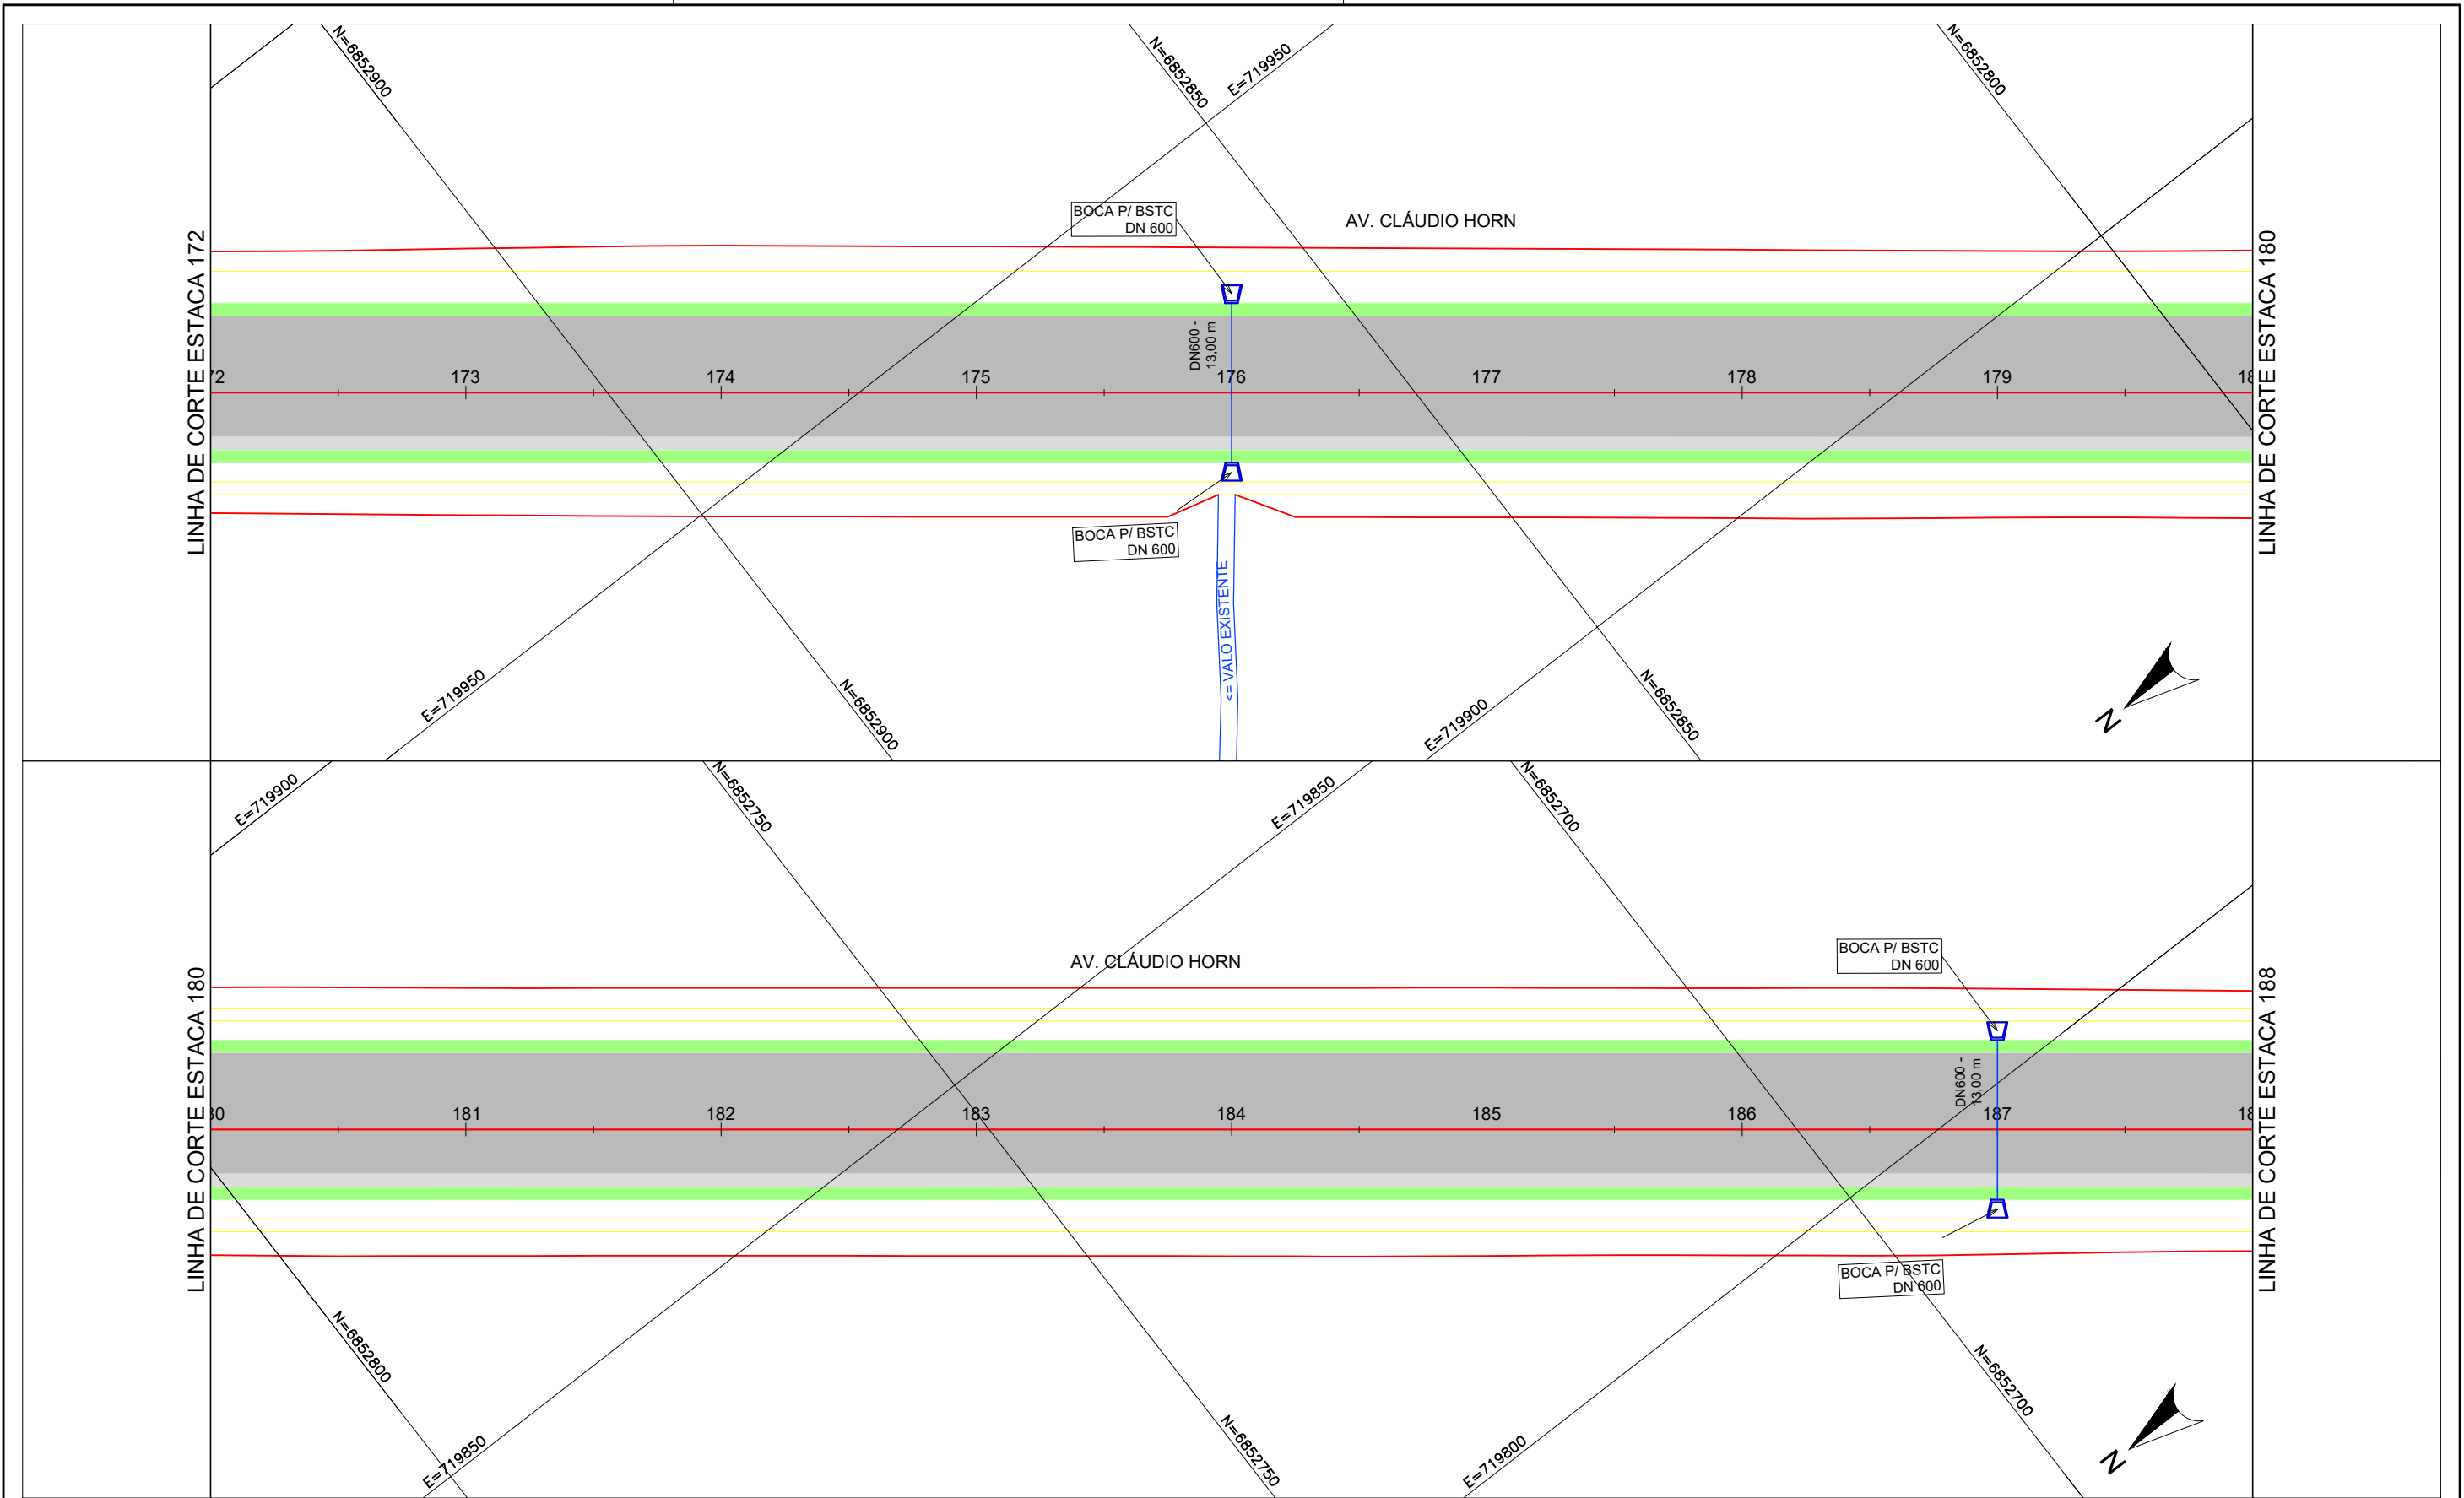 N=6852900
N=6852850
E=719950
N=6852800
BOCA P/ BSTC
DN 600
AV. CLÁUDIO HORN
LINHA DE CORTE ESTACA 172
LINHA DE CORTE ESTACA 180
DN600 -
13,00 m
72
173
174
175
176
177
178
179
18
BOCA P/ BSTC
DN 600
<= VALO EXISTENTE
E=719950
N=6852900
E=719900
N=6852850
N
E=719900
N=6852750
E=719850
N=6852700
BOCA P/ BSTC
DN 600
AV. CLÁUDIO HORN
LINHA DE CORTE ESTACA 180
LINHA DE CORTE ESTACA 188
DN600 -
13,00 m
80
181
182
183
184
185
186
187
18
BOCA P/ BSTC
DN 600
N=6852800
N=6852700
E=719850
N=6852750
E=719800
N